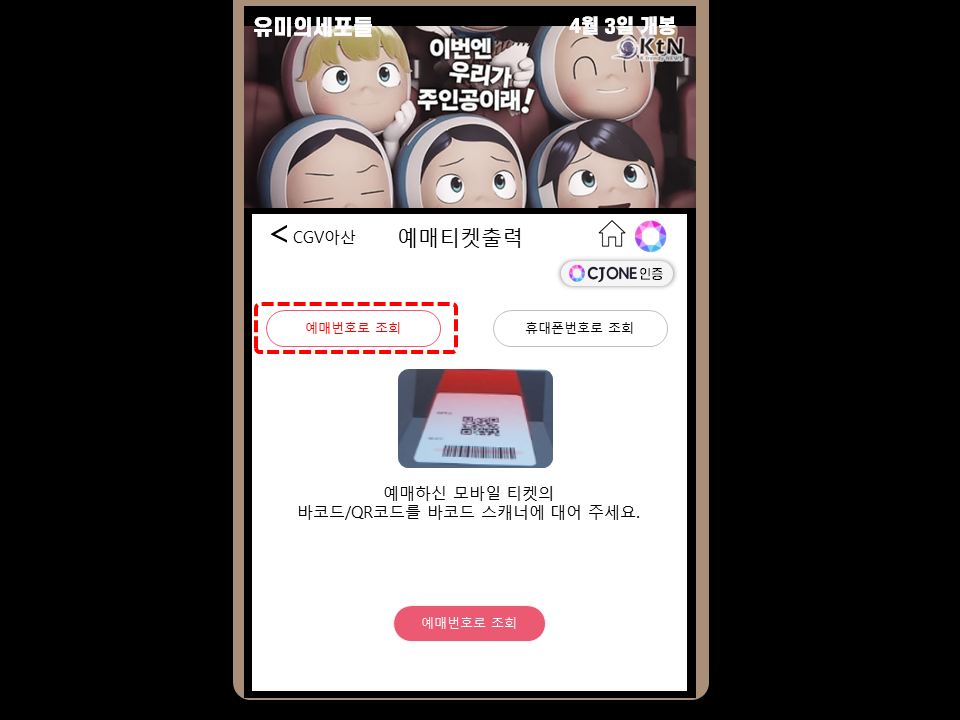 유미의세포들
4월 3일 개봉
이번엔
우리가
주인공이래!
KtN
K trendy NEWS
< CGV아산
예매티켓출력
CJ ONE 인증
예매번호로 조회
휴대폰번호로 조회
예매하신 모바일 티켓의
바코드/QR코드를 바코드 스캐너에 대어 주세요.
예매번호로 조회